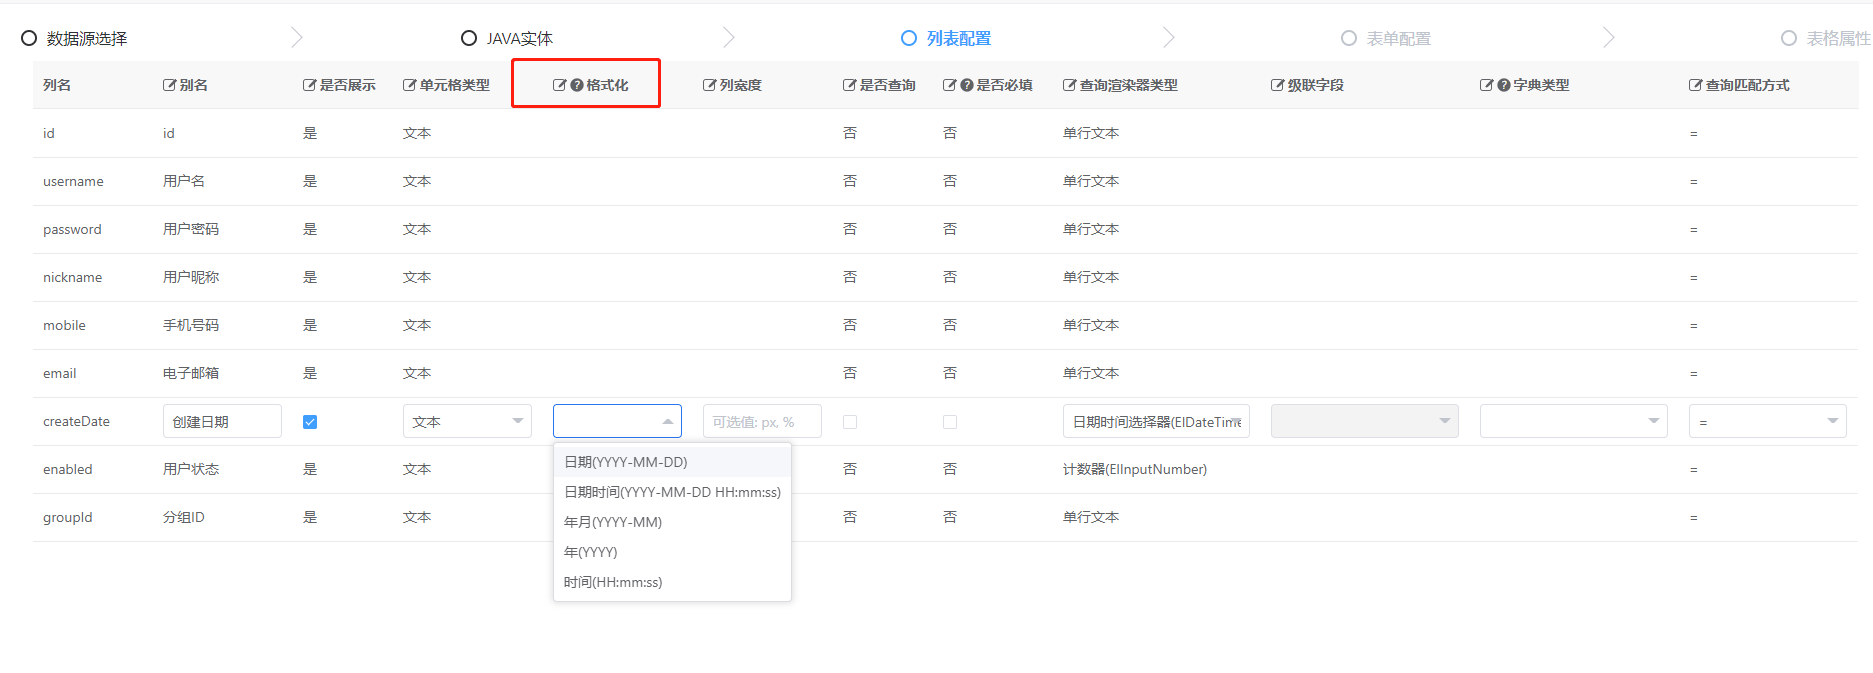 数据源选择 JAVA实体 列表配置 表单配置 表格属性
列名 别名 是否展示 单元格类型 格式化 列宽度 是否查询 是否必填 查询渲染器类型 级联字段 字典类型 查询匹配方式
id id 是 文本 否 否 单行文本 =
username 用户名 是 文本 否 否 单行文本 =
password 用户密码 是 文本 否 否 单行文本 =
nickname 用户昵称 是 文本 否 否 单行文本 =
mobile 手机号码 是 文本 否 否 单行文本 =
email 电子邮箱 是 文本 否 否 单行文本 =
createDate 创建日期 文本 可选值: px, % 日期时间选择器(ElDateTime =
日期(YYYY-MM-DD)
enabled 用户状态 是 文本 否 否 计数器(ElInputNumber) =
日期时间(YYYY-MM-DD HH:mm:ss)
groupId 分组ID 是 文本 否 否 单行文本 =
年月(YYYY-MM)
年(YYYY)
时间(HH:mm:ss)